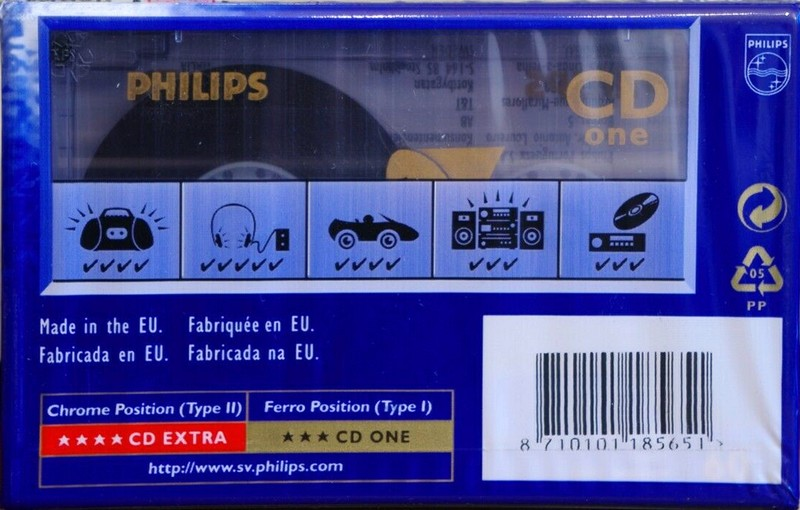 PHILIPS
CD
one
PHILIPS
05
PP
Made in the EU. Fabriquée en EU.
Fabricada en EU. Fabricada na EU.
Chrome Position (Type II) Ferro Position (Type I)
★★★★ CD EXTRA ★★★ CD ONE
http://www.sv.philips.com
8 710101 185651 >